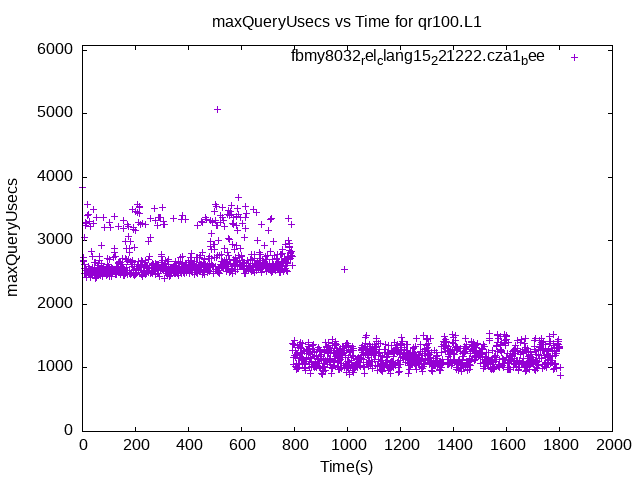 maxQueryUsecs vs Time for qr100.L1
fbmy8032relclang15221222.cza1bee
6000
5000
4000
3000
2000
1000
0
maxQueryUsecs
0 200 400 600 800 1000 1200 1400 1600 1800 2000
Time(s)